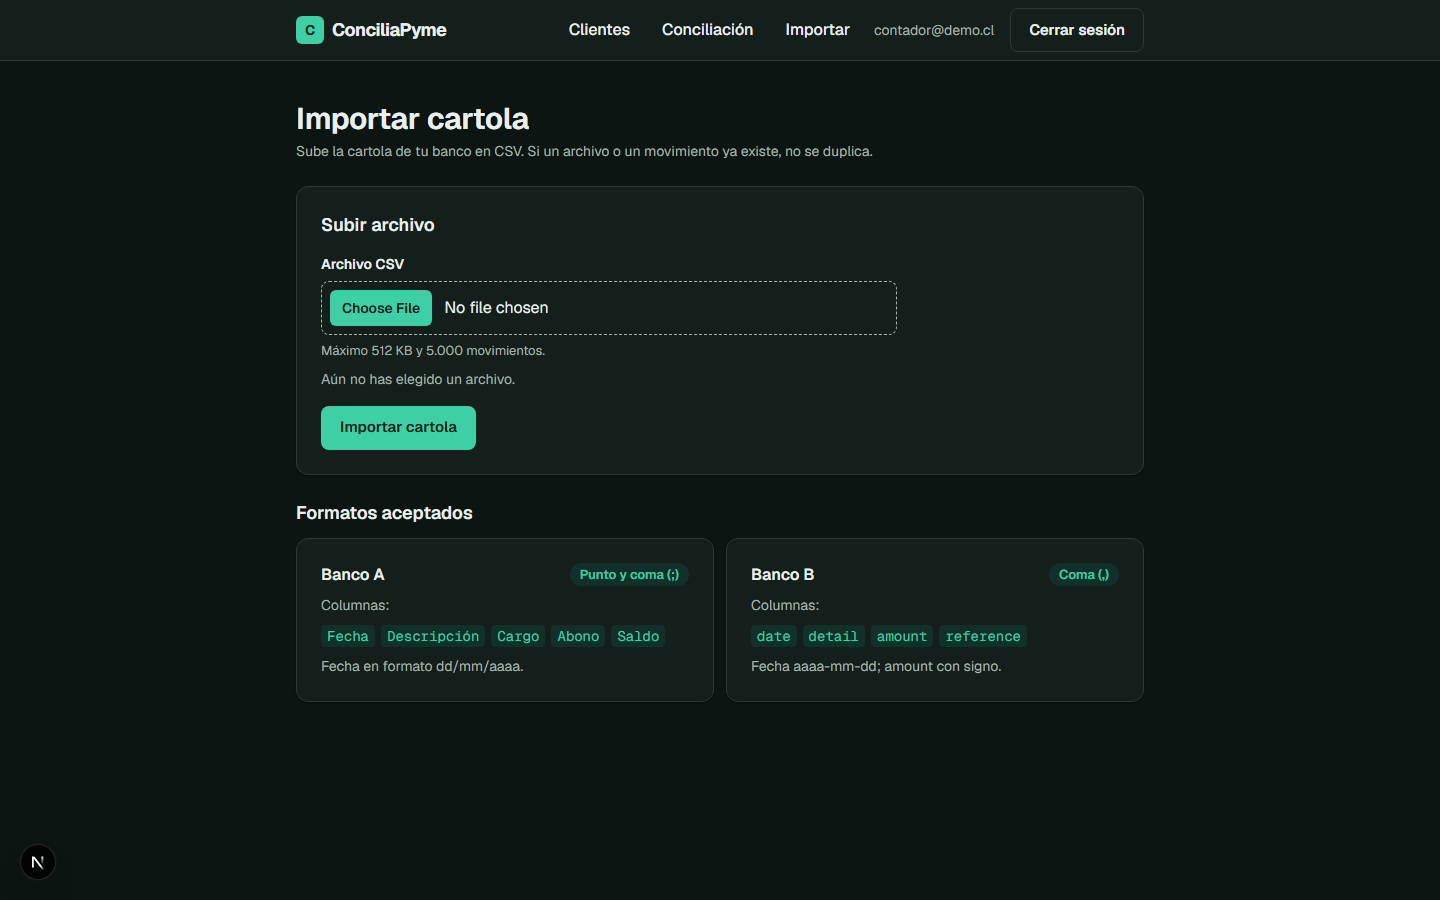 C ConciliaPyme Clientes Conciliación Importar contador@demo.cl Cerrar sesión
Importar cartola
Sube la cartola de tu banco en CSV. Si un archivo o un movimiento ya existe, no se duplica.
Subir archivo
Archivo CSV
Choose File No file chosen
Máximo 512 KB y 5.000 movimientos.
Aún no has elegido un archivo.
Importar cartola
Formatos aceptados
Banco A Punto y coma (;)
Columnas:
Fecha Descripción Cargo Abono Saldo
Fecha en formato dd/mm/aaaa.
Banco B Coma (,)
Columnas:
date detail amount reference
Fecha aaaa-mm-dd; amount con signo.
N